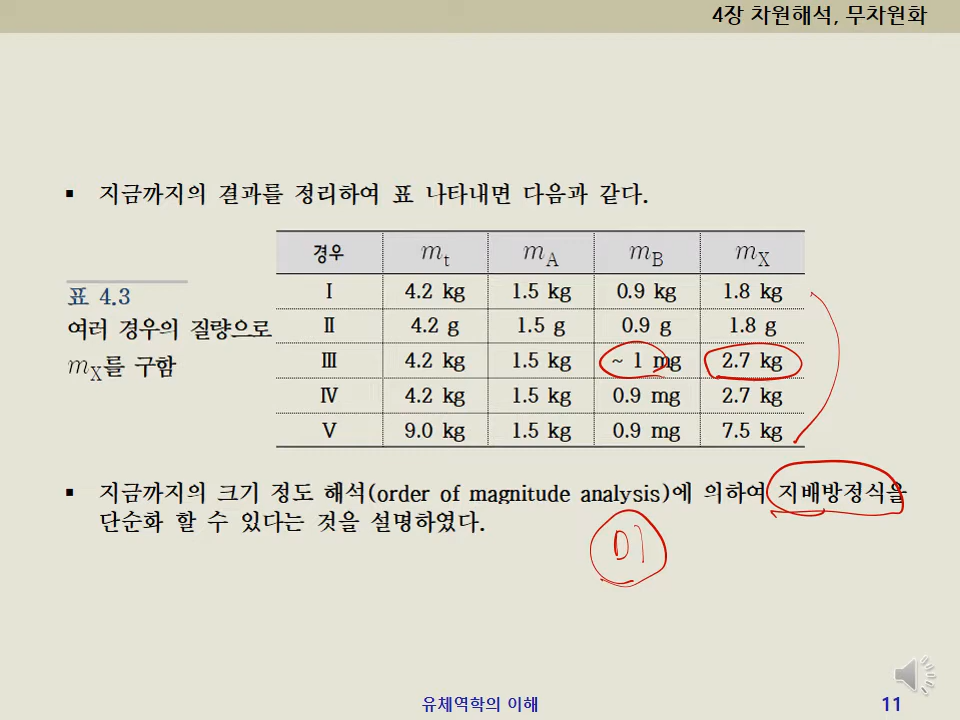 4장 차원해석, 무차원화
▪ 지금까지의 결과를 정리하여 표 나타내면 다음과 같다.
표 4.3
여러 경우의 질량으로
m_X를 구함
경우 m_t m_A m_B m_X
Ⅰ 4.2 kg 1.5 kg 0.9 kg 1.8 kg
Ⅱ 4.2 g 1.5 g 0.9 g 1.8 g
Ⅲ 4.2 kg 1.5 kg ~ 1 mg 2.7 kg
Ⅳ 4.2 kg 1.5 kg 0.9 mg 2.7 kg
Ⅴ 9.0 kg 1.5 kg 0.9 mg 7.5 kg
▪ 지금까지의 크기 정도 해석(order of magnitude analysis)에 의하여 지배방정식을
단순화 할 수 있다는 것을 설명하였다.
유체역학의 이해
11